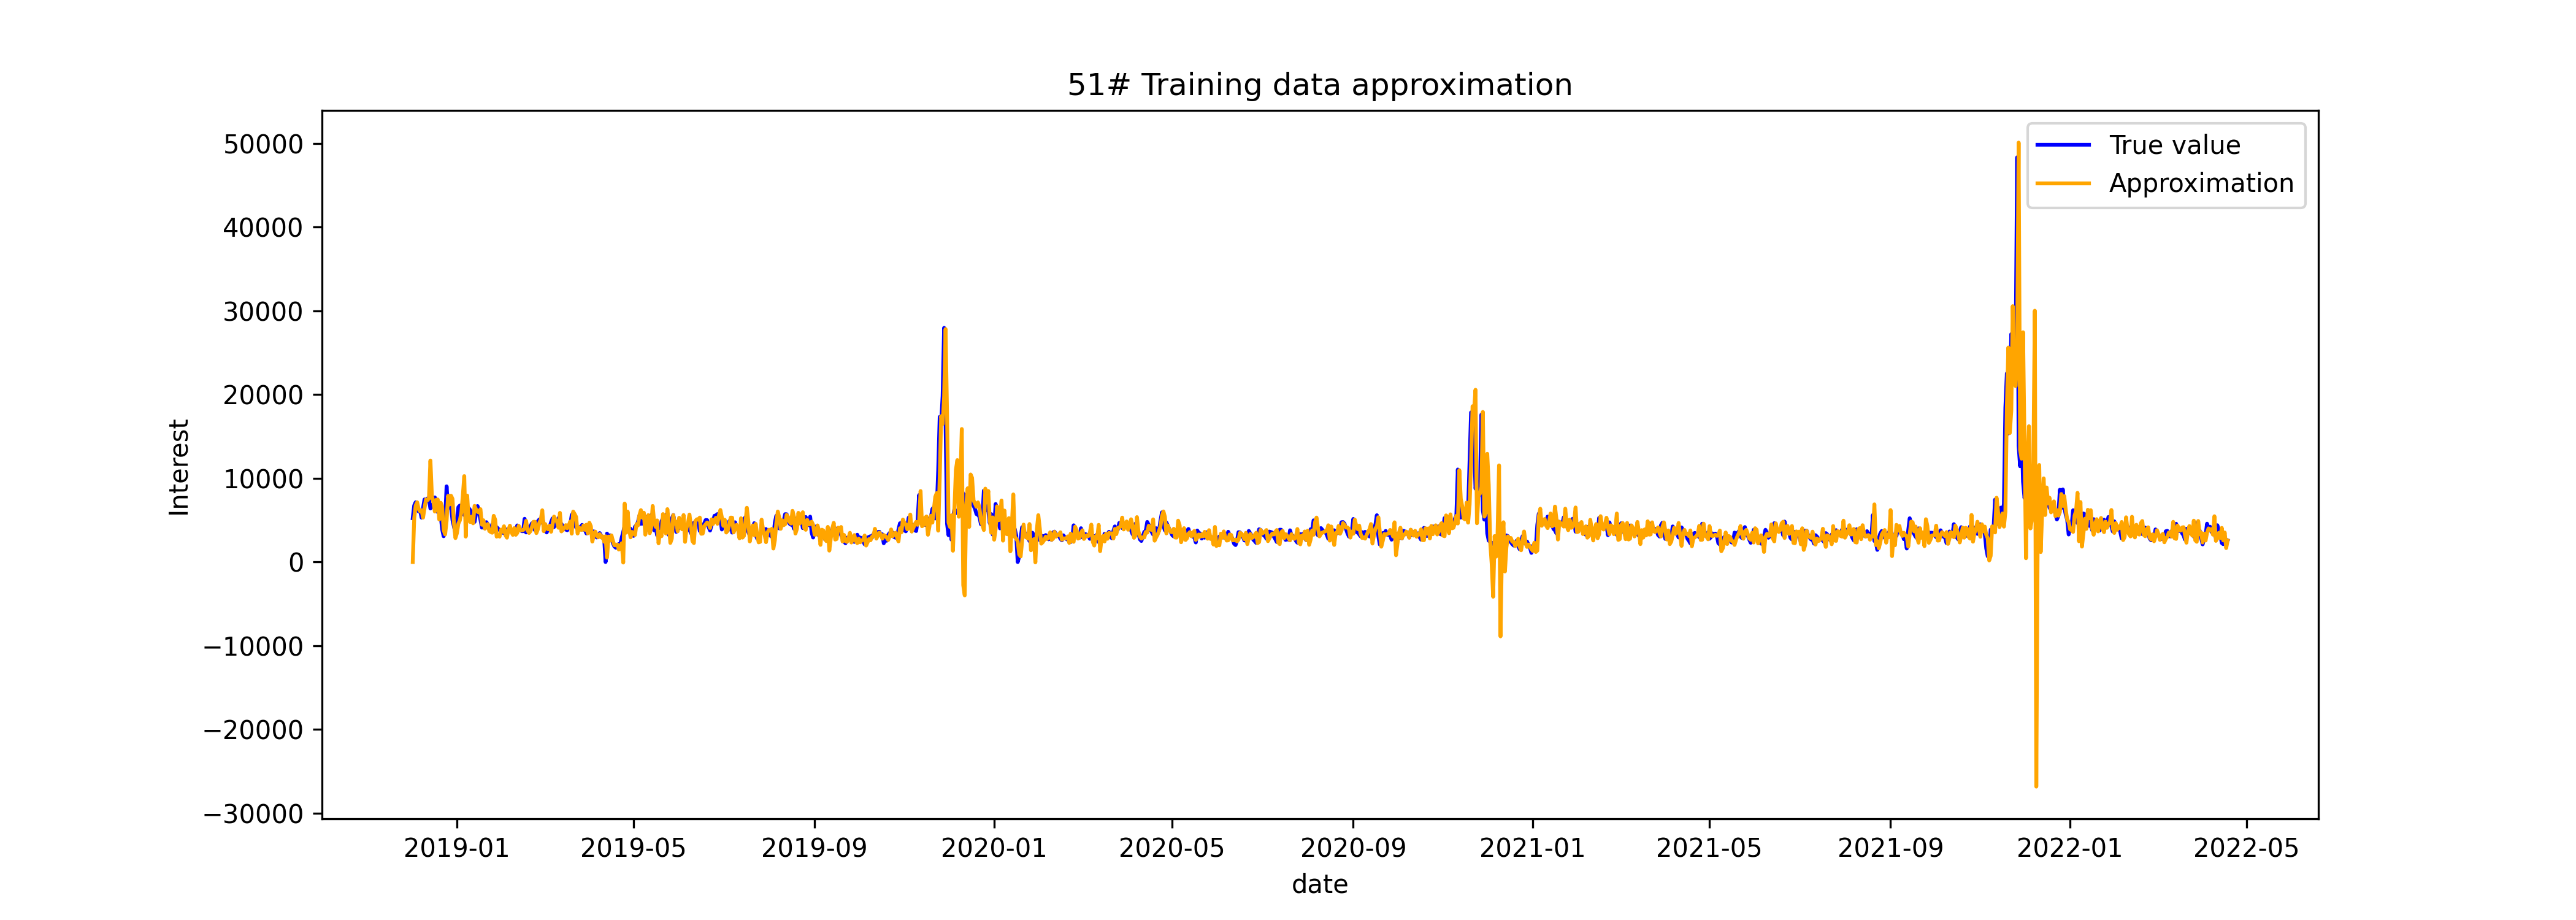 51# Training data approximation
True value
Approximation
50000
40000
30000
20000
10000
0
−10000
−20000
−30000
Interest
2019-01 2019-05 2019-09 2020-01 2020-05 2020-09 2021-01 2021-05 2021-09 2022-01 2022-05
date